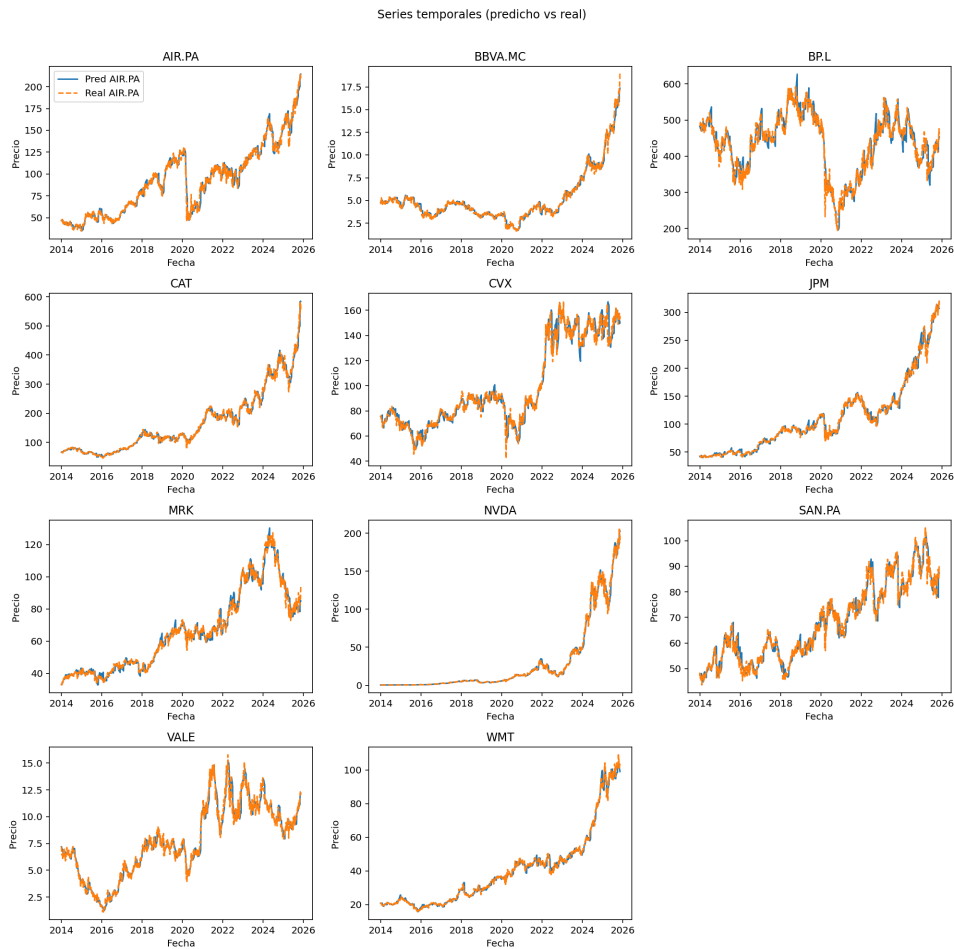 Series temporales (predicho vs real)
AIR.PA
Pred AIR.PA
Real AIR.PA
Precio
200
175
150
125
100
75
50
2014 2016 2018 2020 2022 2024 2026
Fecha
BBVA.MC
Precio
17.5
15.0
12.5
10.0
7.5
5.0
2.5
2014 2016 2018 2020 2022 2024 2026
Fecha
BP.L
Precio
600
500
400
300
200
2014 2016 2018 2020 2022 2024 2026
Fecha
CAT
Precio
600
500
400
300
200
100
2014 2016 2018 2020 2022 2024 2026
Fecha
CVX
Precio
160
140
120
100
80
60
40
2014 2016 2018 2020 2022 2024 2026
Fecha
JPM
Precio
300
250
200
150
100
50
2014 2016 2018 2020 2022 2024 2026
Fecha
MRK
Precio
120
100
80
60
40
2014 2016 2018 2020 2022 2024 2026
Fecha
NVDA
Precio
200
150
100
50
0
2014 2016 2018 2020 2022 2024 2026
Fecha
SAN.PA
Precio
100
90
80
70
60
50
2014 2016 2018 2020 2022 2024 2026
Fecha
VALE
Precio
15.0
12.5
10.0
7.5
5.0
2.5
2014 2016 2018 2020 2022 2024 2026
Fecha
WMT
Precio
100
80
60
40
20
2014 2016 2018 2020 2022 2024 2026
Fecha